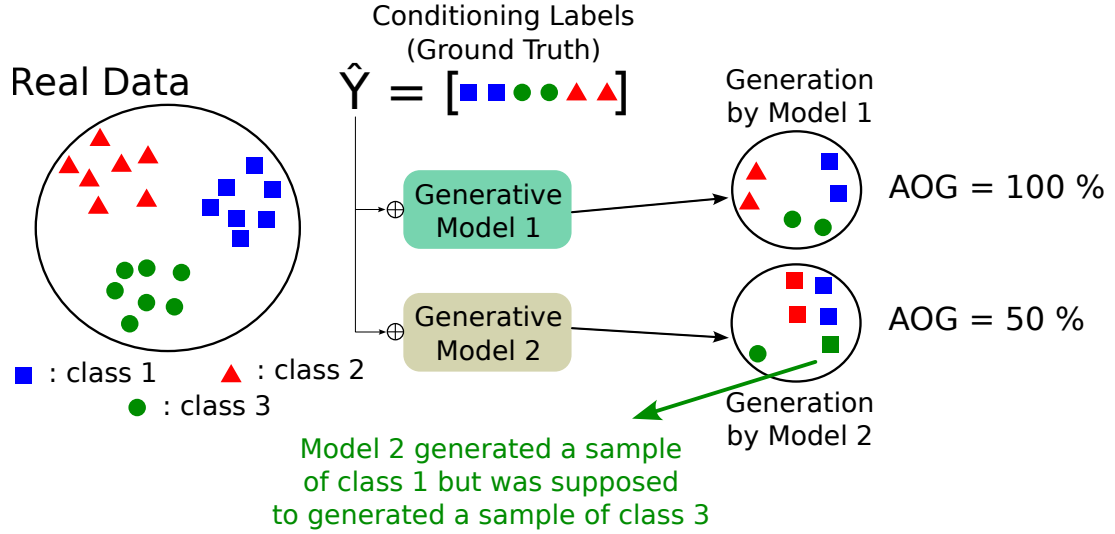 Conditioning Labels
(Ground Truth)
Real Data
Ŷ = [ ]
Generation
by Model 1
Generative
Model 1
AOG = 100 %
Generative
Model 2
AOG = 50 %
: class 1
: class 2
: class 3
Generation
by Model 2
Model 2 generated a sample
of class 1 but was supposed
to generated a sample of class 3